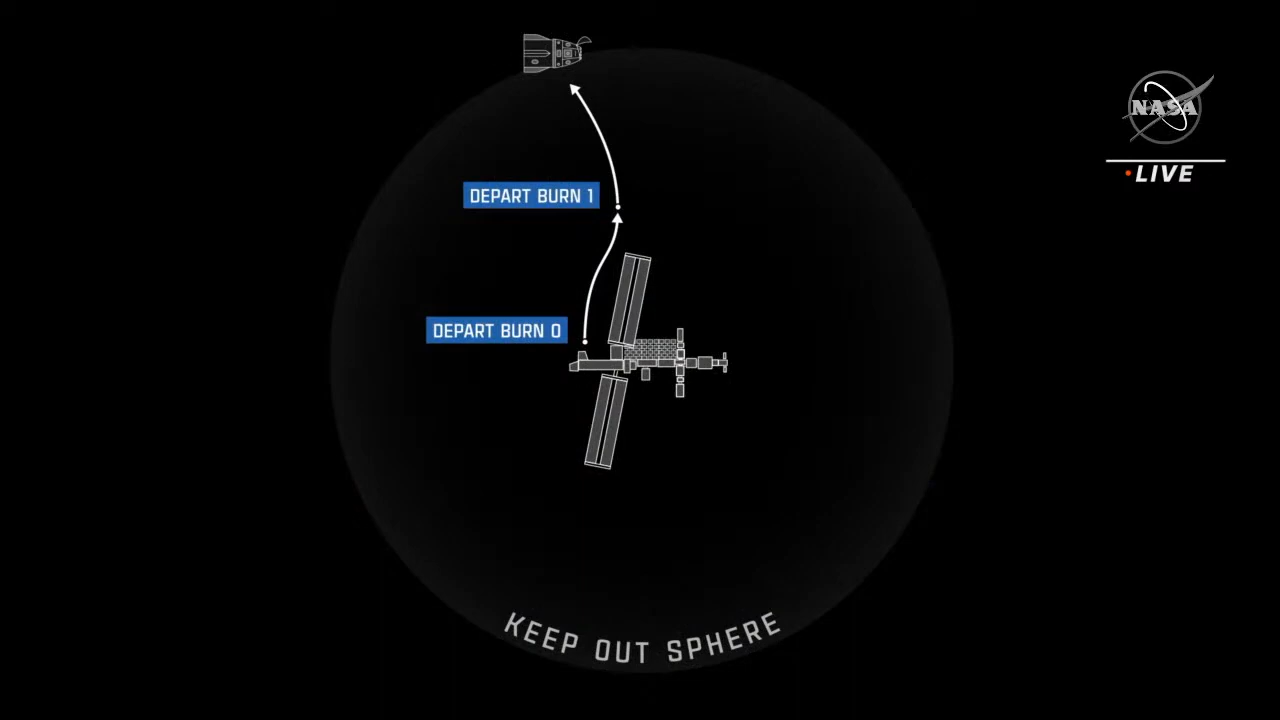 NASA
LIVE
DEPART BURN 1
DEPART BURN 0
KEEP OUT SPHERE